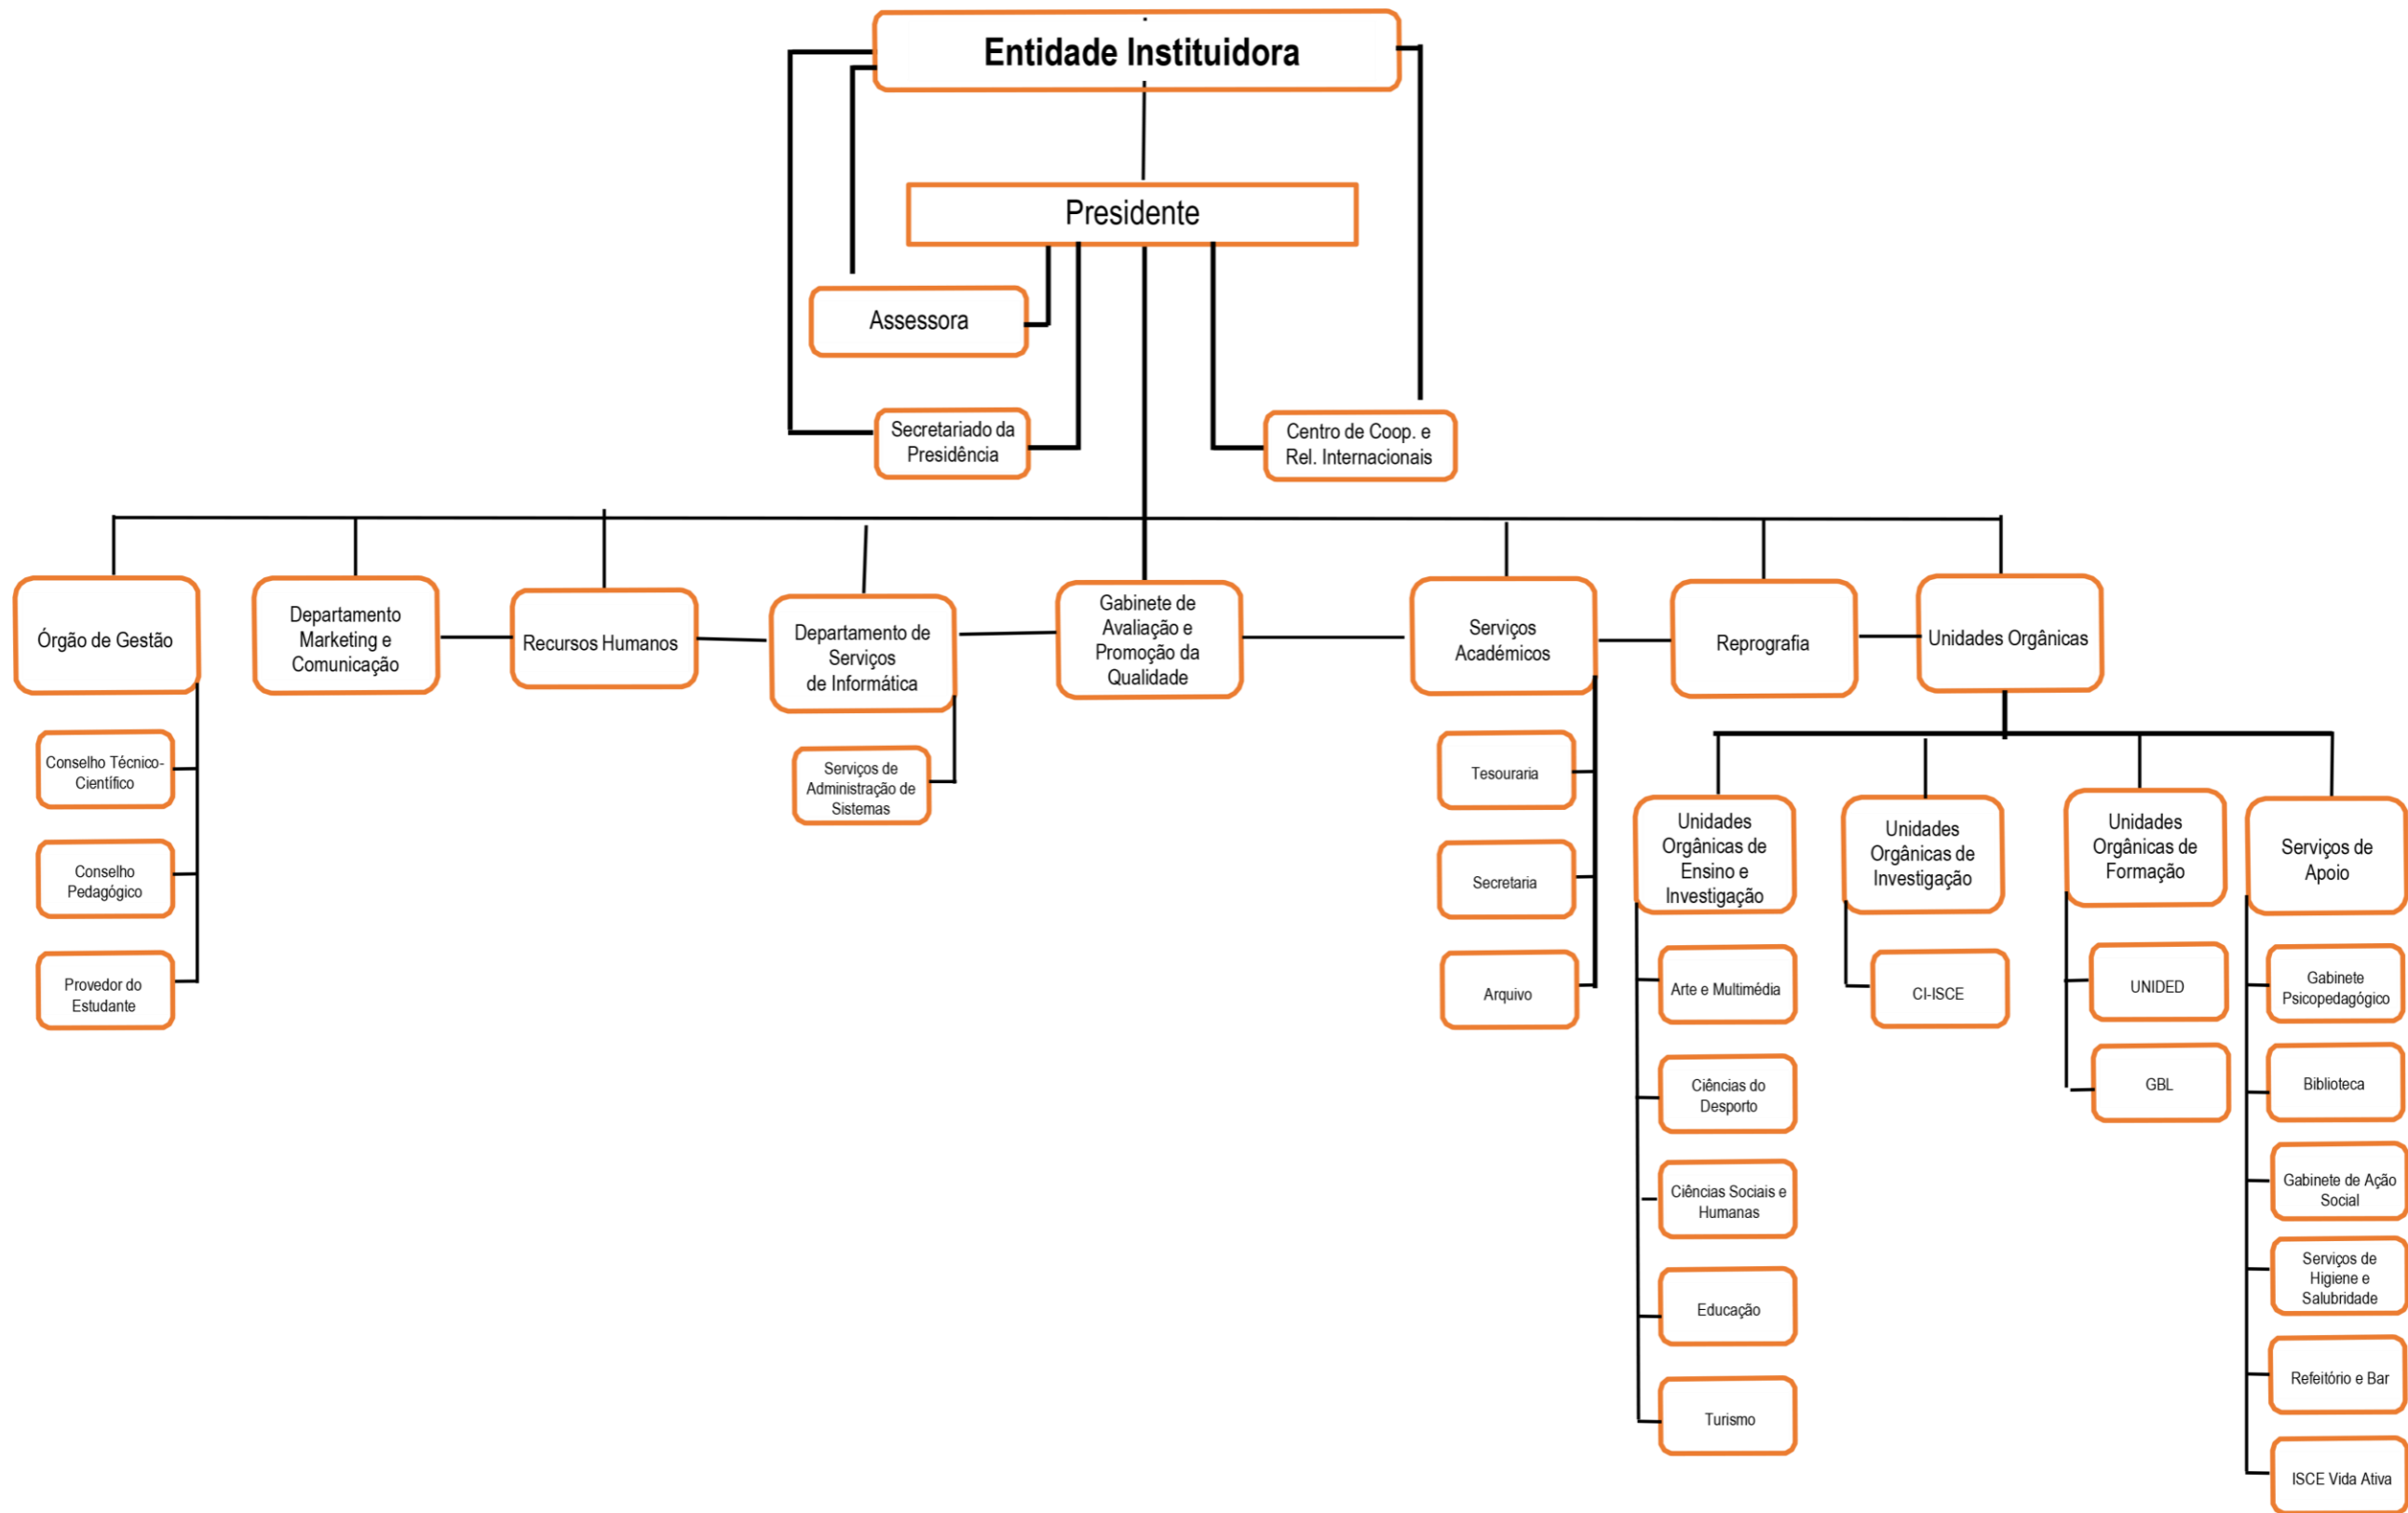 Entidade Instituidora
Presidente
Assessora
Secretariado da
Presidência
Centro de Coop. e
Rel. Internacionais
Órgão de Gestão
Departamento
Marketing e
Comunicação
Recursos Humanos
Departamento de
Serviços
de Informática
Gabinete de
Avaliação e
Promoção da
Qualidade
Serviços
Académicos
Reprografia
Unidades Orgânicas
Conselho Técnico-
Científico
Conselho
Pedagógico
Provedor do
Estudante
Serviços de
Administração de
Sistemas
Tesouraria
Secretaria
Arquivo
Unidades
Orgânicas de
Ensino e
Investigação
Arte e Multimédia
Ciências do
Desporto
Ciências Sociais e
Humanas
Educação
Turismo
Unidades
Orgânicas de
Investigação
CI-ISCE
Unidades
Orgânicas de
Formação
UNIDED
GBL
Serviços de
Apoio
Gabinete
Psicopedagógico
Biblioteca
Gabinete de Ação
Social
Serviços de
Higiene e
Salubridade
Refeitório e Bar
ISCE Vida Ativa